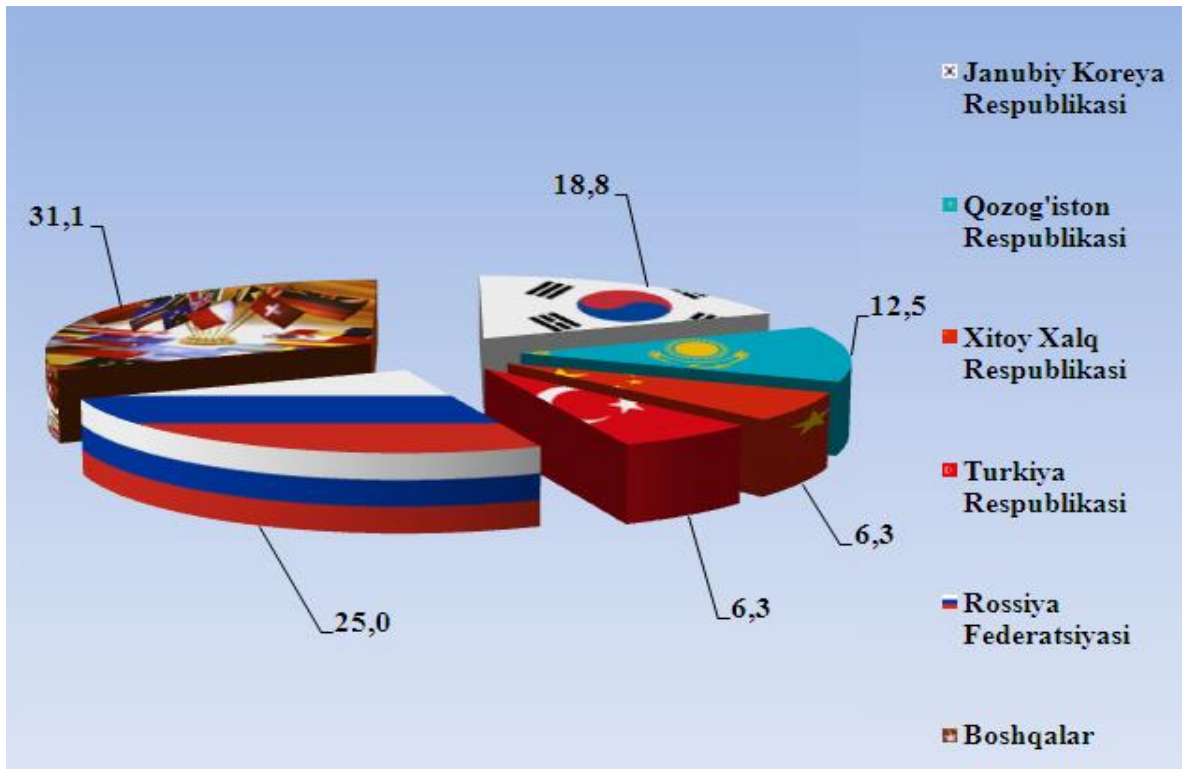 31,1
18,8
12,5
6,3
6,3
25,0
Janubiy Koreya
Respublikasi
Qozog'iston
Respublikasi
Xitoy Xalq
Respublikasi
Turkiya
Respublikasi
Rossiya
Federatsiyasi
Boshqalar